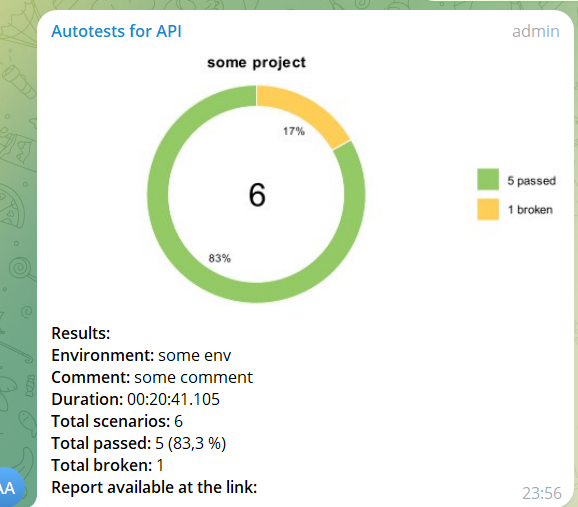 Autotests for API admin
some project
17%
6
5 passed
1 broken
83%
Results:
Environment: some env
Comment: some comment
Duration: 00:20:41.105
Total scenarios: 6
Total passed: 5 (83,3 %)
Total broken: 1
Report available at the link:
AA
23:56